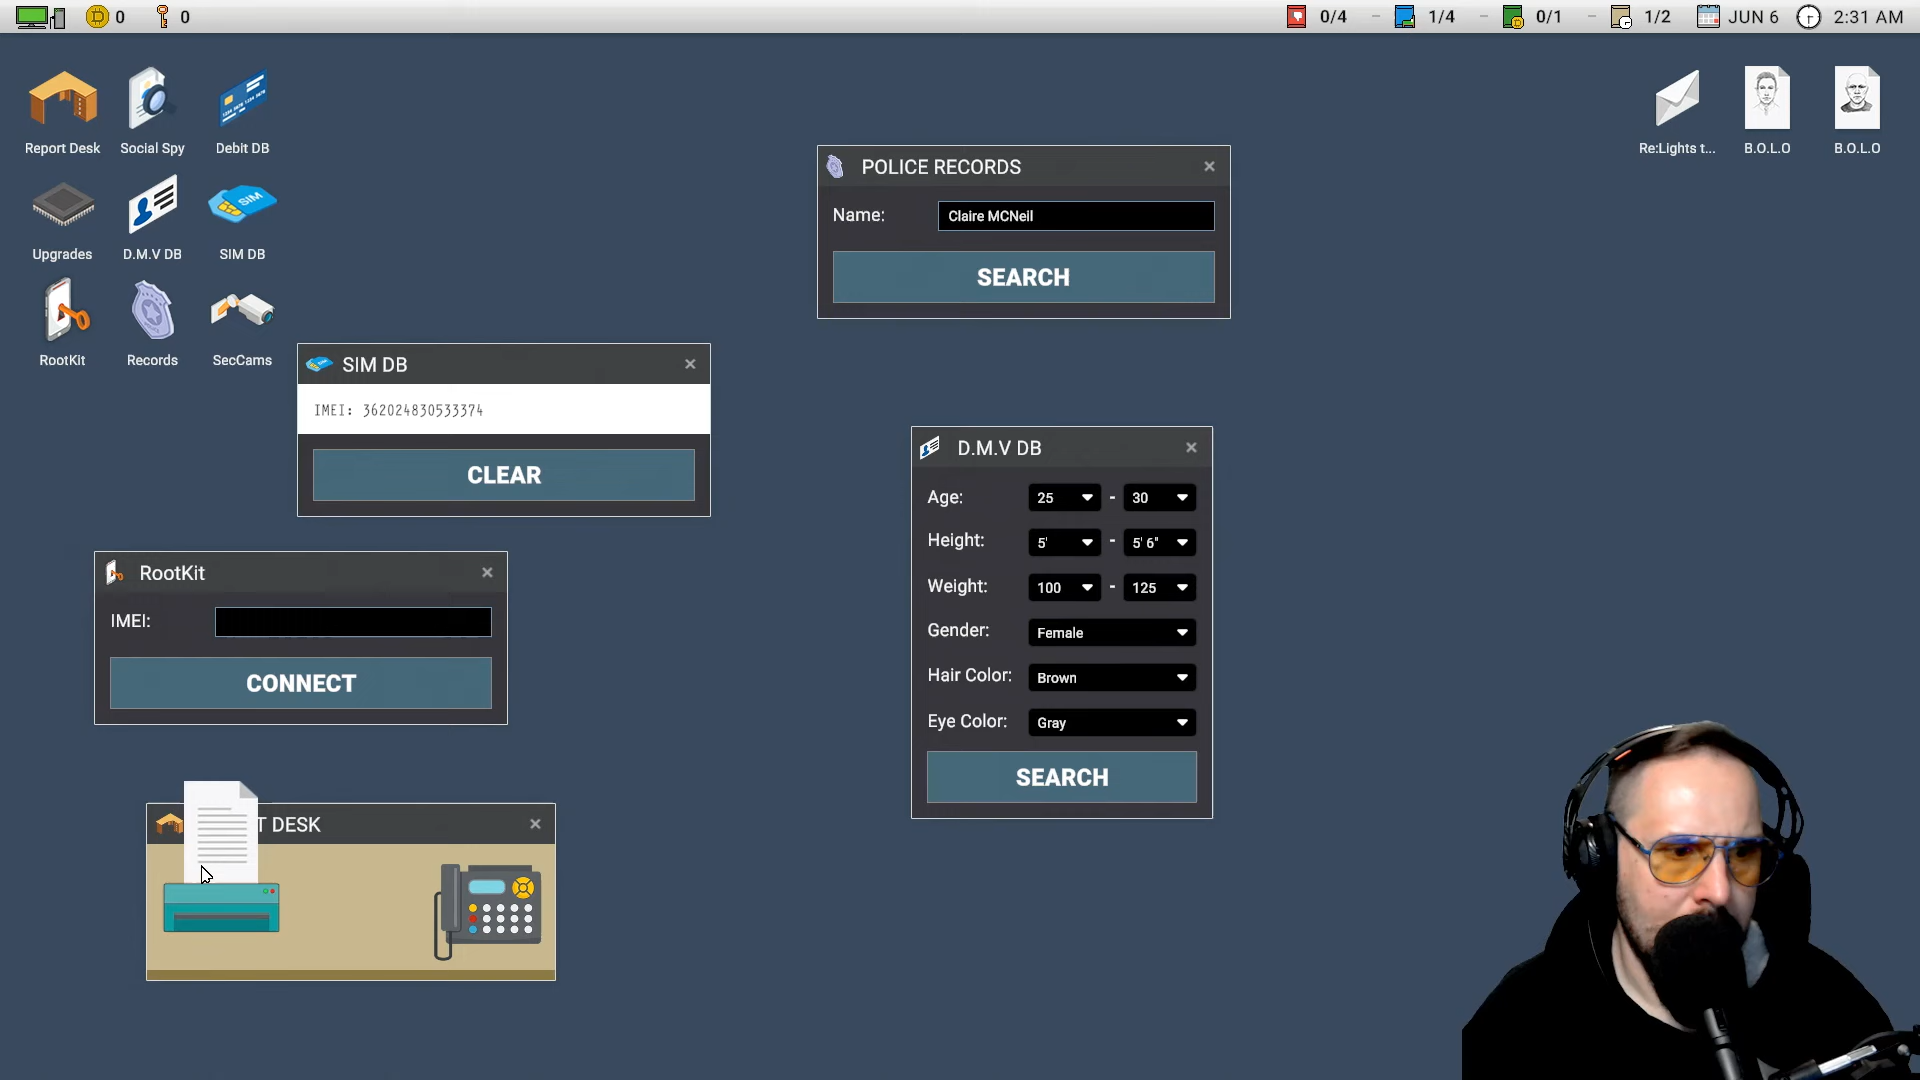 0 0 0/4 - 1/4 - 0/1 - 1/2 JUN 6 2:31 AM
Report Desk Social Spy Debit DB
Upgrades D.M.V DB SIM DB
RootKit Records SecCams
Re:Lights t... B.O.L.O B.O.L.O
POLICE RECORDS
Name: Claire MCNeil
SEARCH
SIM DB
IMEI: 362024830533374
CLEAR
D.M.V DB
Age: 25 - 30
Height: 5' - 5' 6"
Weight: 100 - 125
Gender: Female
Hair Color: Brown
Eye Color: Gray
SEARCH
RootKit
IMEI:
CONNECT
T DESK